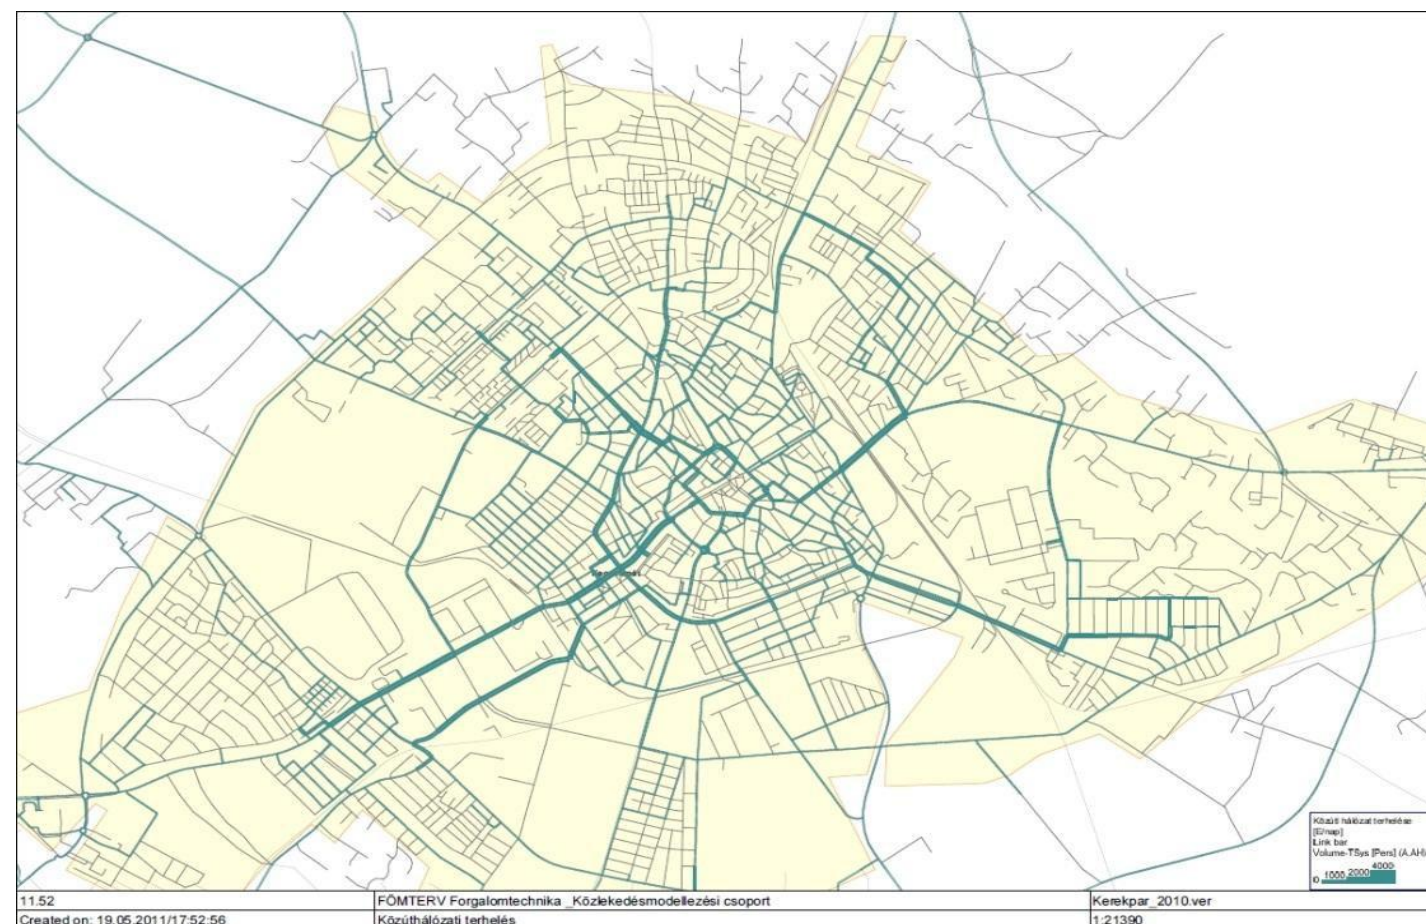 Közúti hálózat terhelése
[E/nap]
Link bar
Volume-TSys [Pers] (A.AH)
0 1000 2000 4000
11.52
FŐMTERV Forgalomtechnika _Közlekedésmodellezési csoport
Kerekpar_2010.ver
Created on: 19.05.2011/17:52:56
Közúthálózati terhelés
1:21390